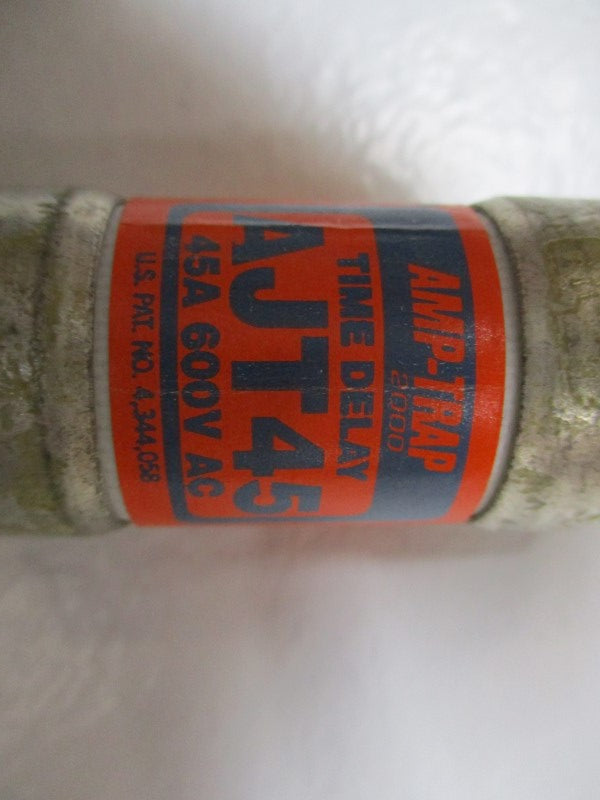 AMP-TRAP
2000
TIME DELAY
AJT45
45A 600V AC
U.S. PAT. NO. 4,344,058